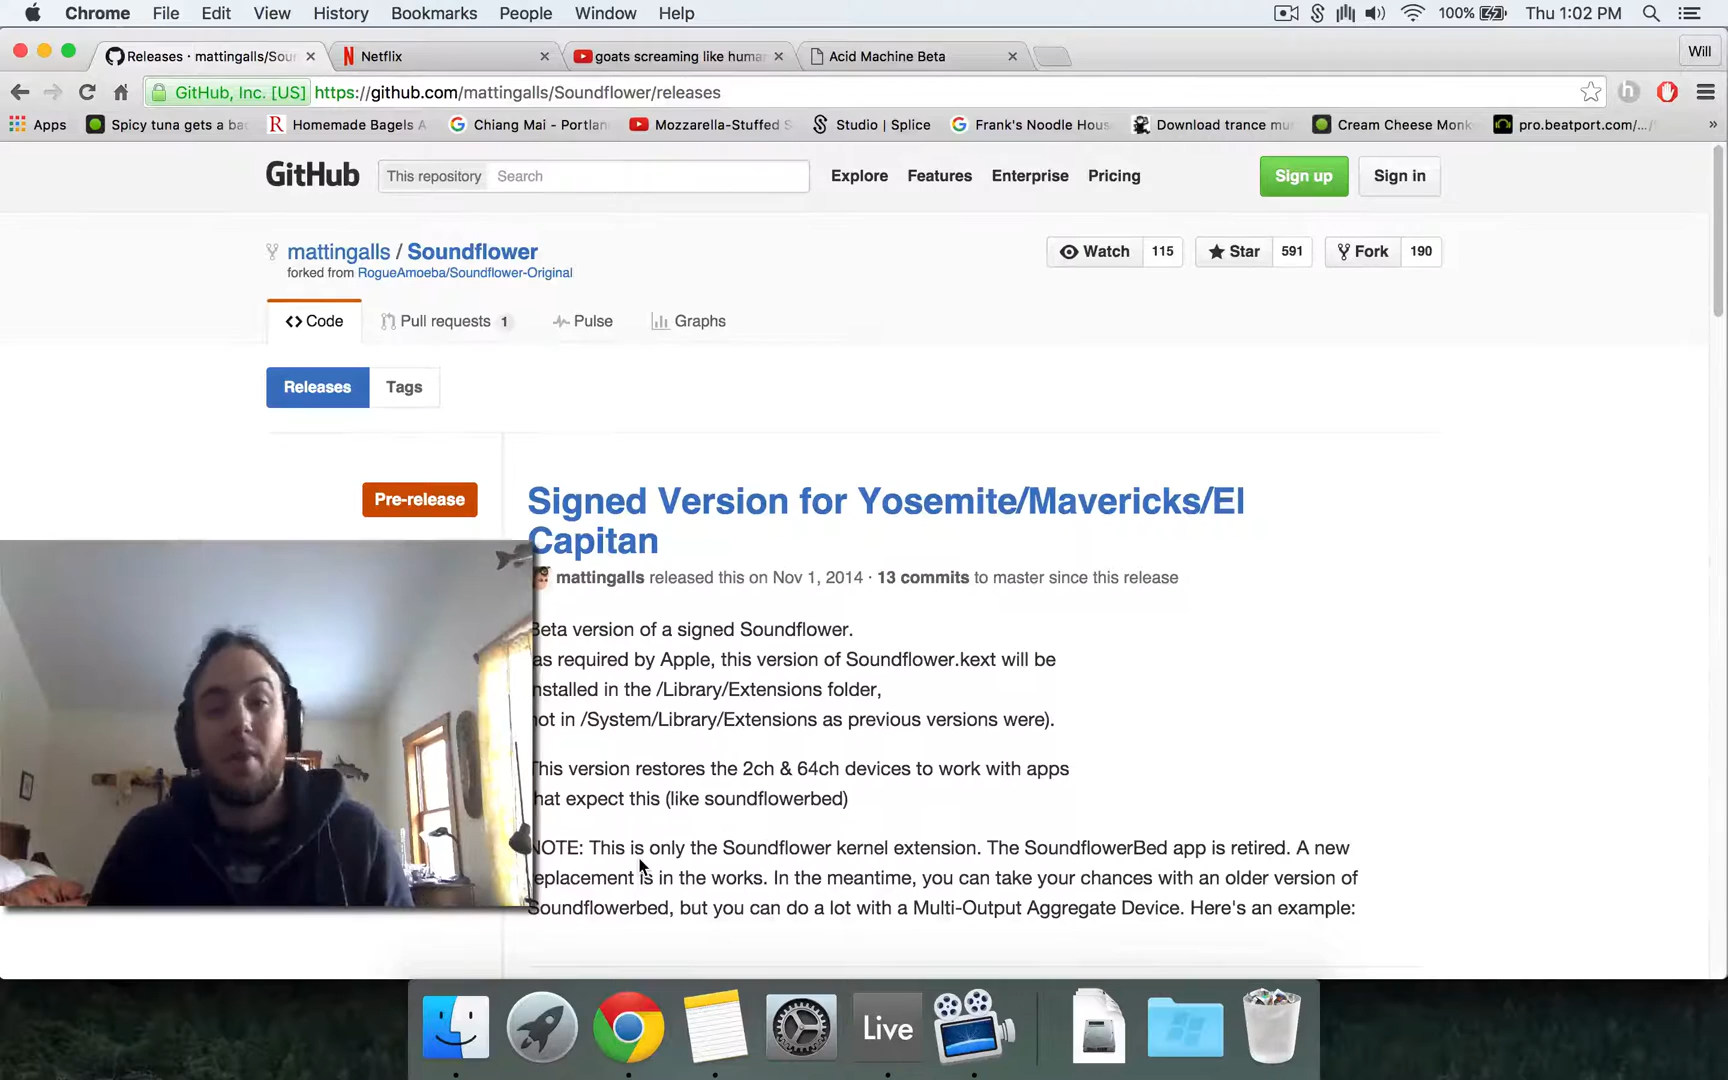 Chrome File Edit View History Bookmarks People Window Help 100% Thu 1:02 PM
Releases · mattingalls/Sour Netflix goats screaming like humar Acid Machine Beta Will
GitHub, Inc. [US] https://github.com/mattingalls/Soundflower/releases
Apps Spicy tuna gets a ba Homemade Bagels A Chiang Mai - Portlan Mozzarella-Stuffed S Studio | Splice Frank's Noodle Hou Download trance mu Cream Cheese Monk pro.beatport.com/... »
GitHub This repository Search Explore Features Enterprise Pricing Sign up Sign in
mattingalls / Soundflower Watch 115 Star 591 Fork 190
forked from RogueAmoeba/Soundflower-Original
Code Pull requests 1 Pulse Graphs
Releases Tags
Pre-release
Signed Version for Yosemite/Mavericks/El
Capitan
mattingalls released this on Nov 1, 2014 · 13 commits to master since this release
Beta version of a signed Soundflower.
as required by Apple, this version of Soundflower.kext will be
nstalled in the /Library/Extensions folder,
not in /System/Library/Extensions as previous versions were).
This version restores the 2ch & 64ch devices to work with apps
hat expect this (like soundflowerbed)
NOTE: This is only the Soundflower kernel extension. The SoundflowerBed app is retired. A new
eplacement is in the works. In the meantime, you can take your chances with an older version of
Soundflowerbed, but you can do a lot with a Multi-Output Aggregate Device. Here's an example:
Live